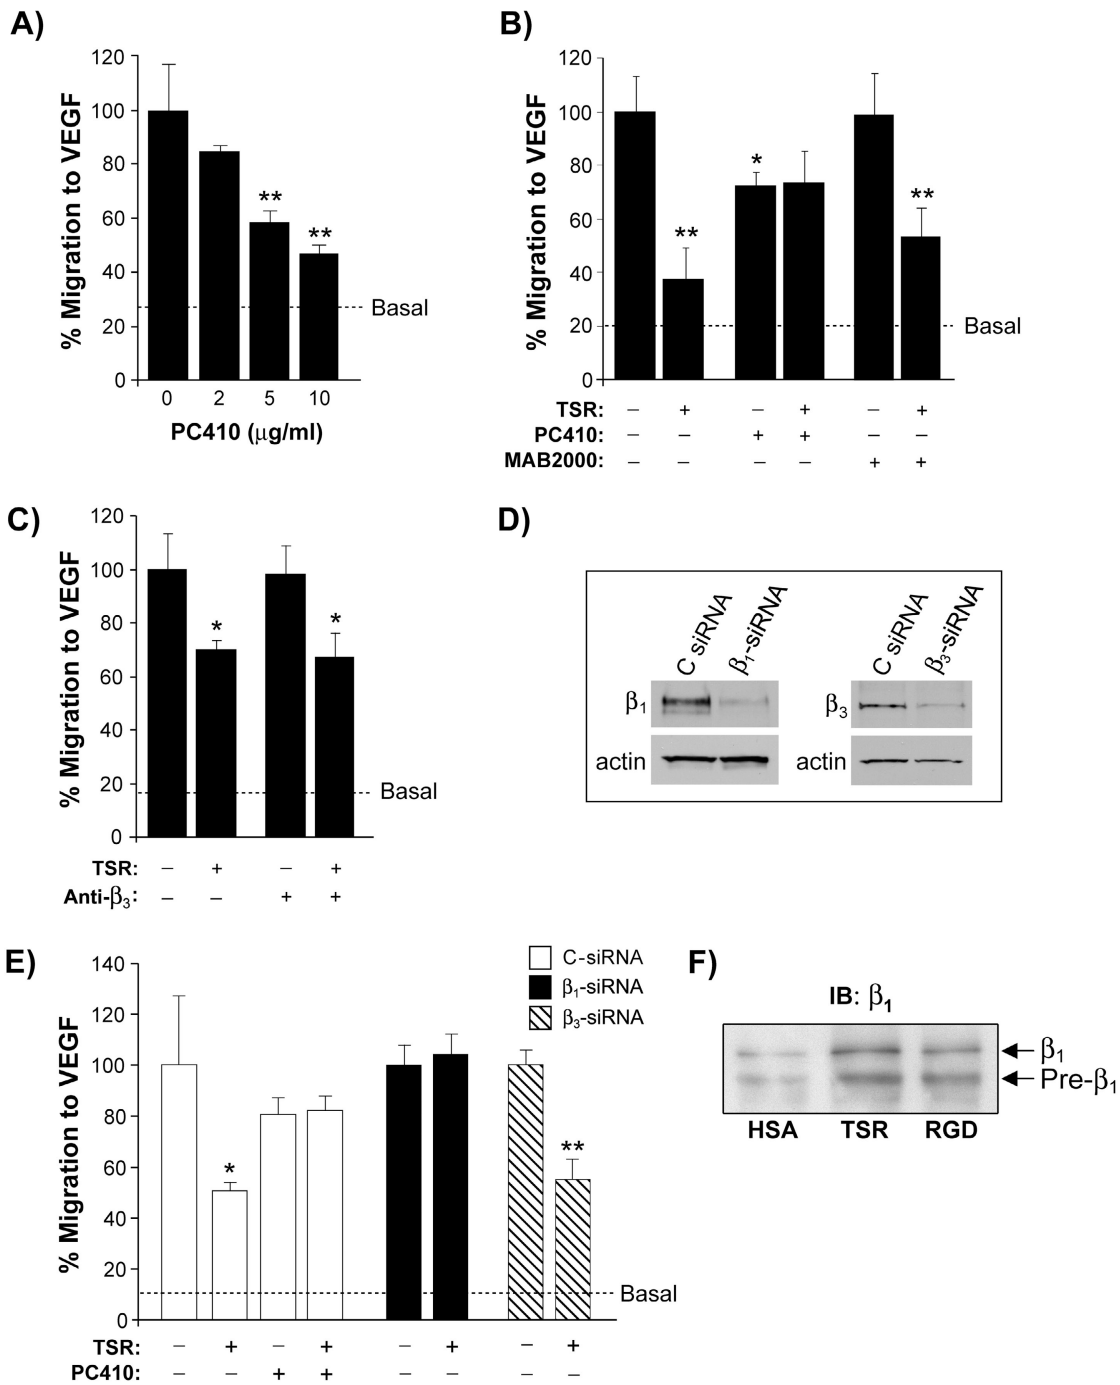 A)
% Migration to VEGF
120
100
80
60
40
20
0
** **
Basal
0 2 5 10
PC410 (μg/ml)
B)
% Migration to VEGF
120
100
80
60
40
20
0
** * **
Basal
TSR: – + – + – +
PC410: – – + + – –
MAB2000: – – – – + +
C)
% Migration to VEGF
120
100
80
60
40
20
0
* *
Basal
TSR: – + – +
Anti-β3: – – + +
D)
C siRNA β1-siRNA
β1
actin
C siRNA β3-siRNA
β3
actin
E)
% Migration to VEGF
140
120
100
80
60
40
20
0
C-siRNA
β1-siRNA
β3-siRNA
* **
Basal
TSR: – + – + – + – +
PC410: – – + + – – – –
F)
IB: β1
β1
Pre-β1
HSA TSR RGD